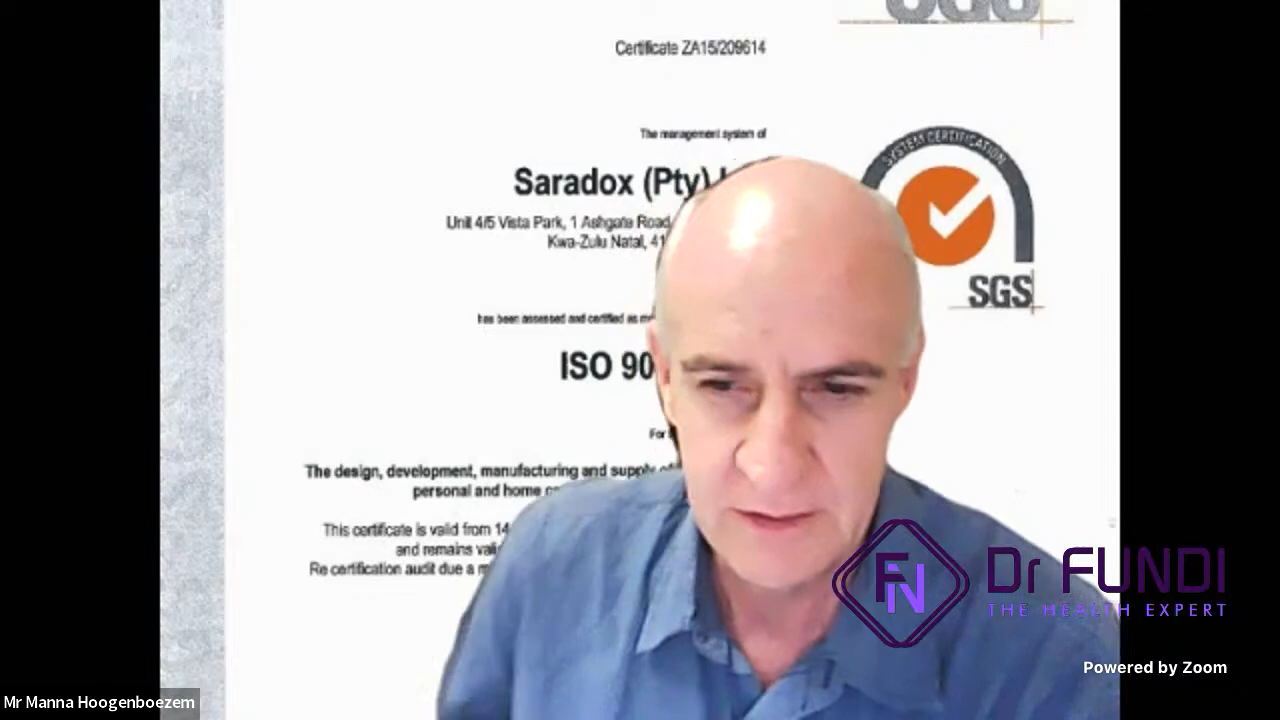 Certificate ZA15/209614
The management system of
SYSTEM CERTIFICATION
Saradox (Pty)
Unit 4/5 Vista Park, 1 Ashgate Road
Kwa-Zulu Natal, 41
SGS
has been assessed and certified as
ISO 90
For
The design, development, manufacturing and supply of
personal and home
This certificate is valid from 14
and remains
Re certification audit due a
FN
Dr FUNDI
THE HEALTH EXPERT
Powered by Zoom
Mr Manna Hoogenboezem